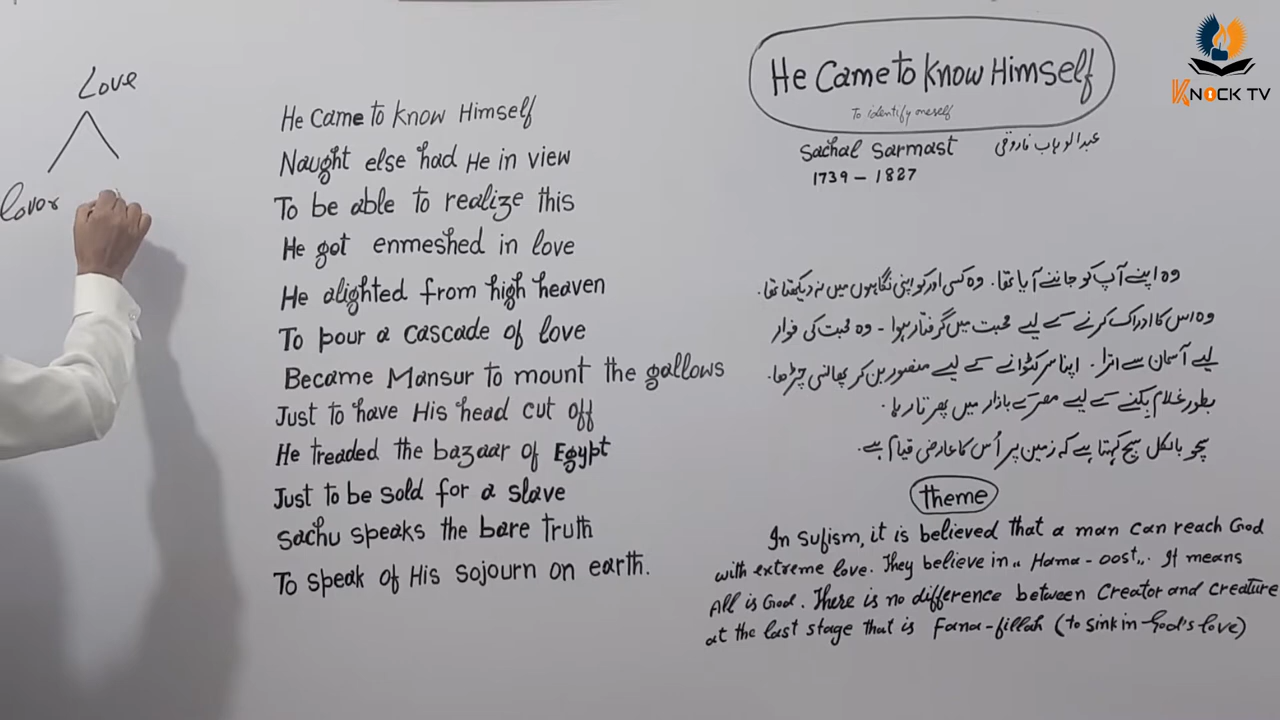 Love
Lover
He Came to Know Himself
Naught else had He in view
To be able to realize this
He got enmeshed in love
He alighted from high heaven
To pour a cascade of love
Became Mansur to mount the gallows
Just to have His head cut off
He treaded the bazaar of Egypt
Just to be sold for a slave
Sachu speaks the bare truth
To speak of His sojourn on earth.
He Came to Know Himself
To identify oneself
Sachal Sarmast عبدالوہاب فاروقی
1739 – 1827
وہ اپنے آپ کو جاننے آیا تھا۔ وہ کسی اور کو اپنی نگاہوں میں نہ دیکھتا تھا۔
وہ اس کا ادراک کرنے کے لیے محبت میں گرفتار ہوا - وہ محبت کی فوار
لیے آسمان سے اترا۔ اپنا سر کٹوانے کے لیے منصور بن کر پھانسی چڑھا۔
بطور غلام بکنے کے لیے مصر کے بازار میں پھرتا رہا۔
سچو بالکل سچ کہتا ہے کہ زمین پر اُس کا عارضی قیام ہے۔
theme
In Sufism, it is believed that a man can reach God
with extreme love. They believe in ,, Hama-oost,,. It means
All is God. There is no difference between Creator and creature
at the last stage that is Fana-fillah (to sink in God's love)
KNOCK TV